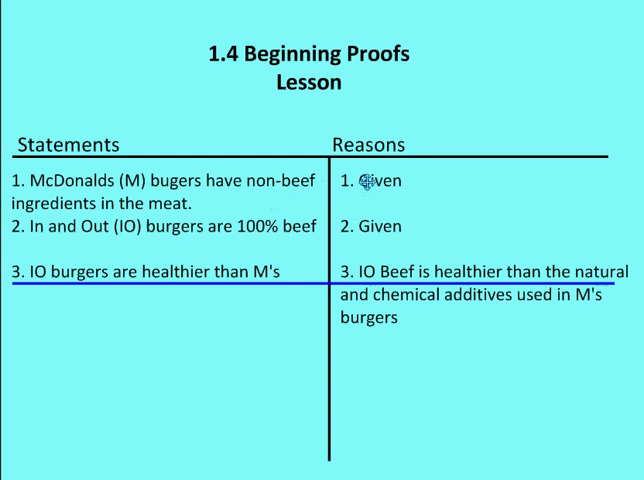 1.4 Beginning Proofs
Lesson
Statements
Reasons
1. McDonalds (M) bugers have non-beef
ingredients in the meat.
1. Given
2. In and Out (IO) burgers are 100% beef
2. Given
3. IO burgers are healthier than M's
3. IO Beef is healthier than the natural
and chemical additives used in M's
burgers